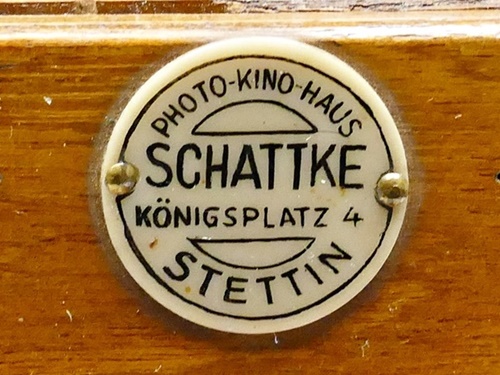 PHOTO-KINO-HAUS
SCHATTKE
KÖNIGSPLATZ 4
STETTIN